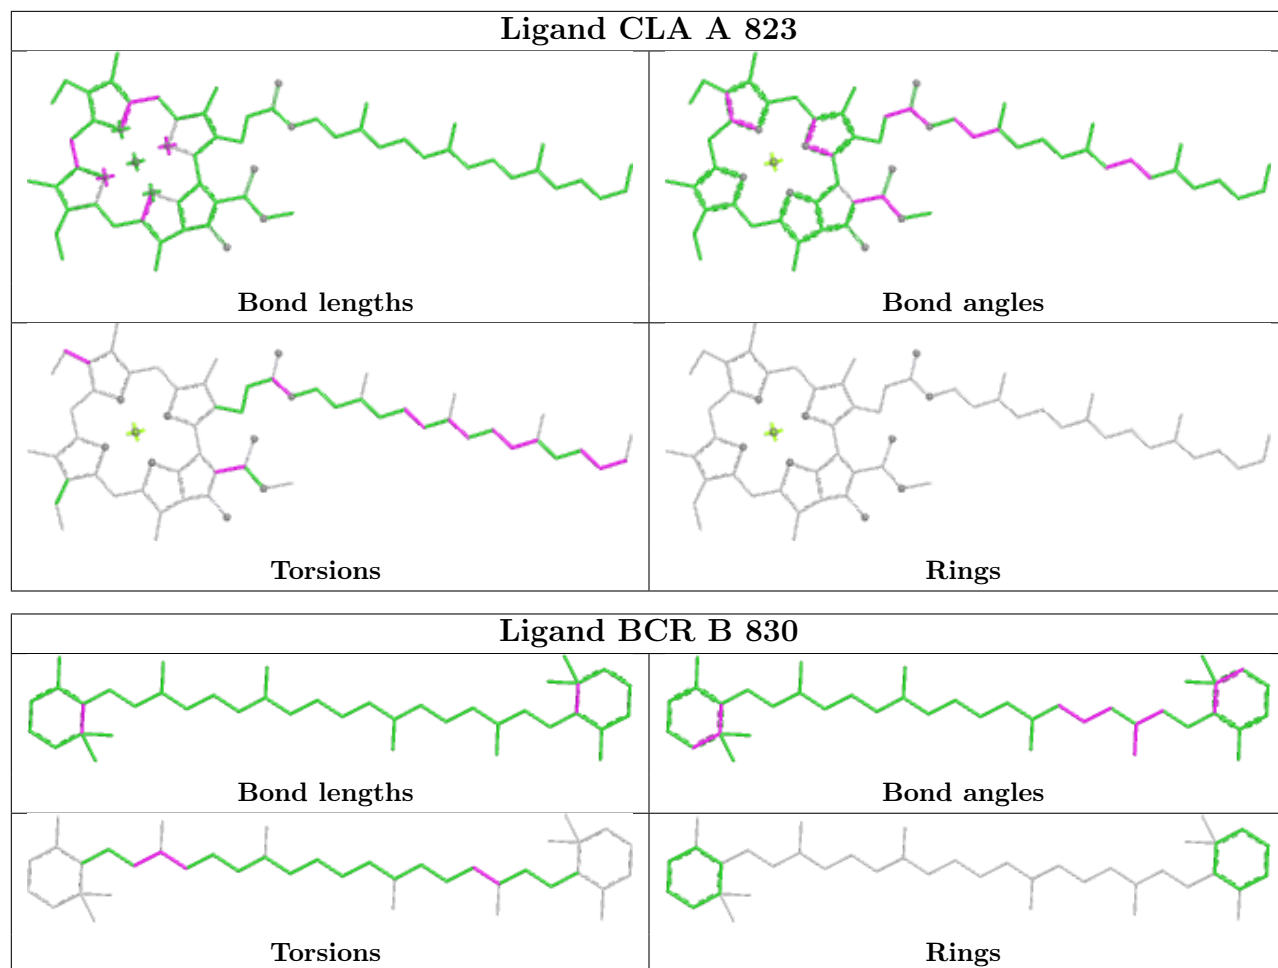 Ligand CLA A 823
Bond lengths
Bond angles
Torsions
Rings
Ligand BCR B 830
Bond lengths
Bond angles
Torsions
Rings